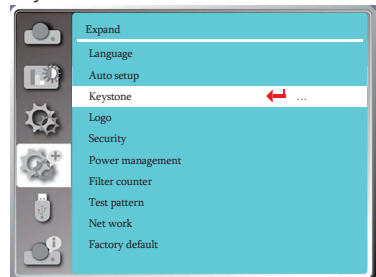 Expand
Language
Auto setup
Keystone ...
Logo
Security
Power management
Filter counter
Test pattern
Net work
Factory default